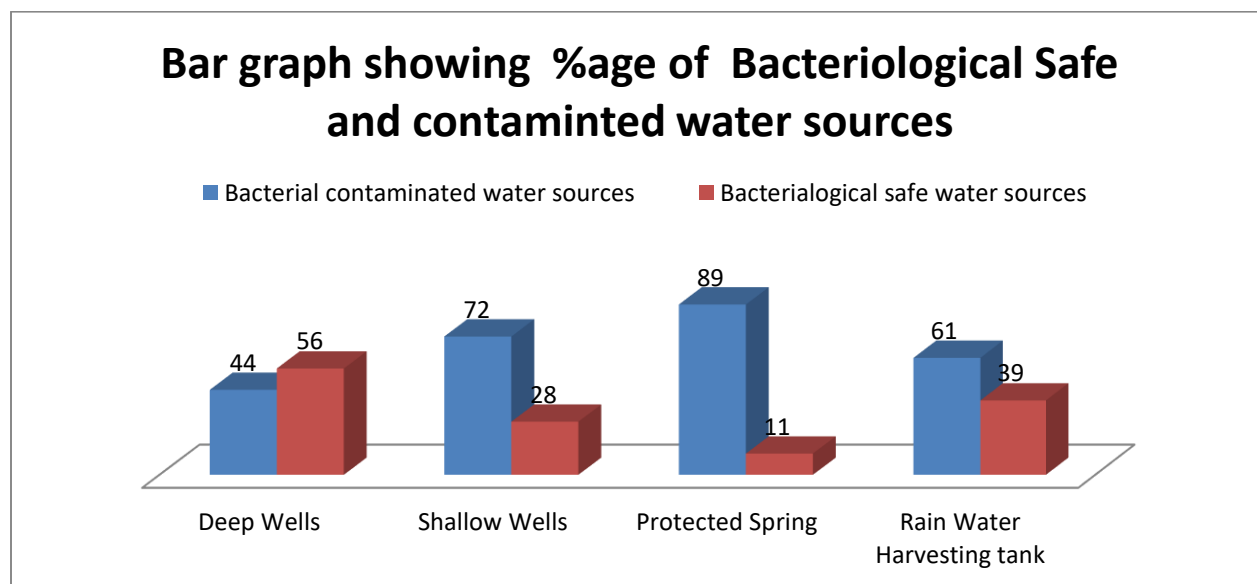 Bar graph showing %age of Bacteriological Safe
and contaminted water sources
Bacterial contaminated water sources
Bacterialogical safe water sources
44
56
72
28
89
11
61
39
Deep Wells
Shallow Wells
Protected Spring
Rain Water
Harvesting tank